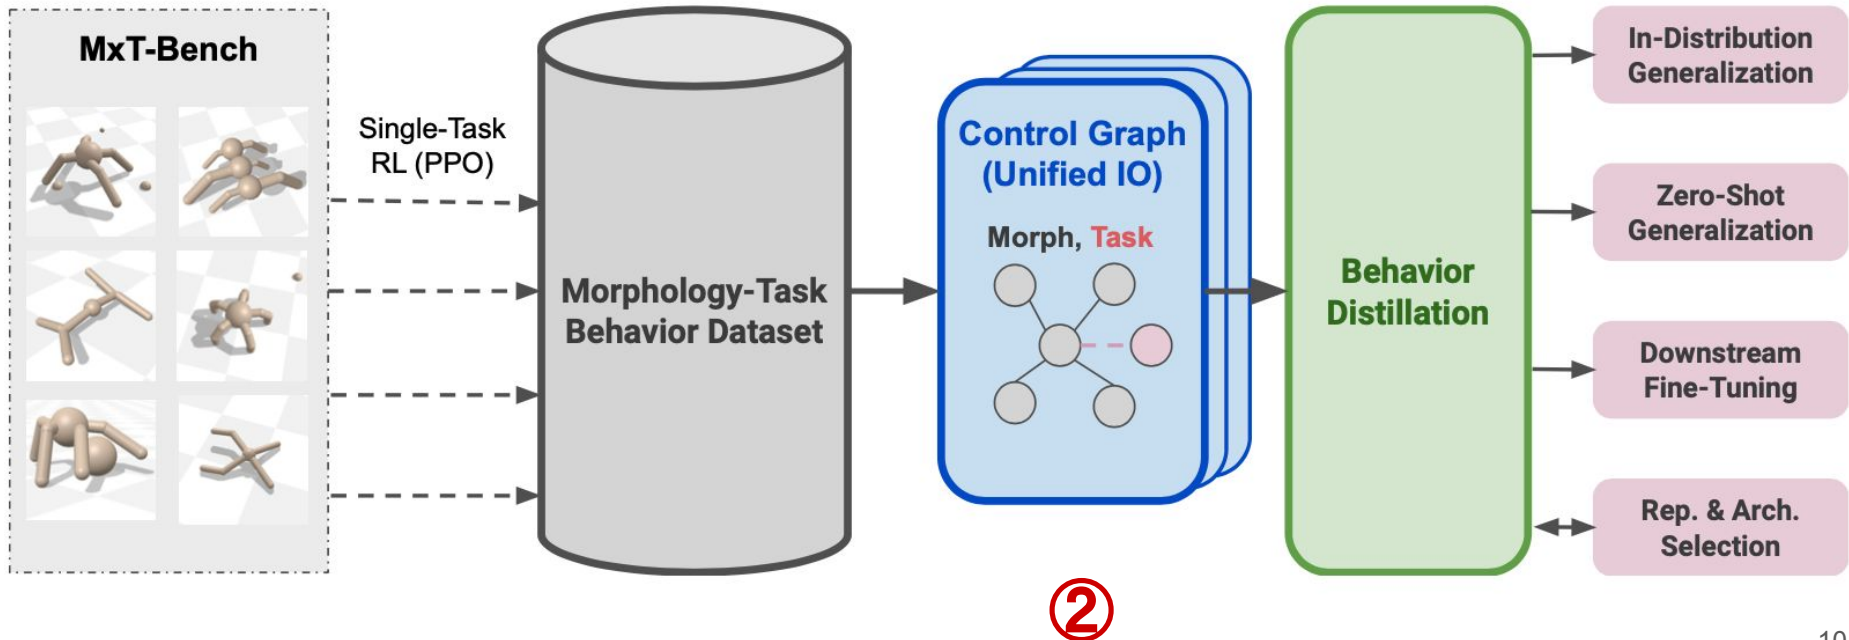 MxT-Bench
Single-Task
RL (PPO)
Morphology-Task
Behavior Dataset
Control Graph
(Unified IO)
Morph, Task
Behavior
Distillation
In-Distribution
Generalization
Zero-Shot
Generalization
Downstream
Fine-Tuning
Rep. & Arch.
Selection
②
10